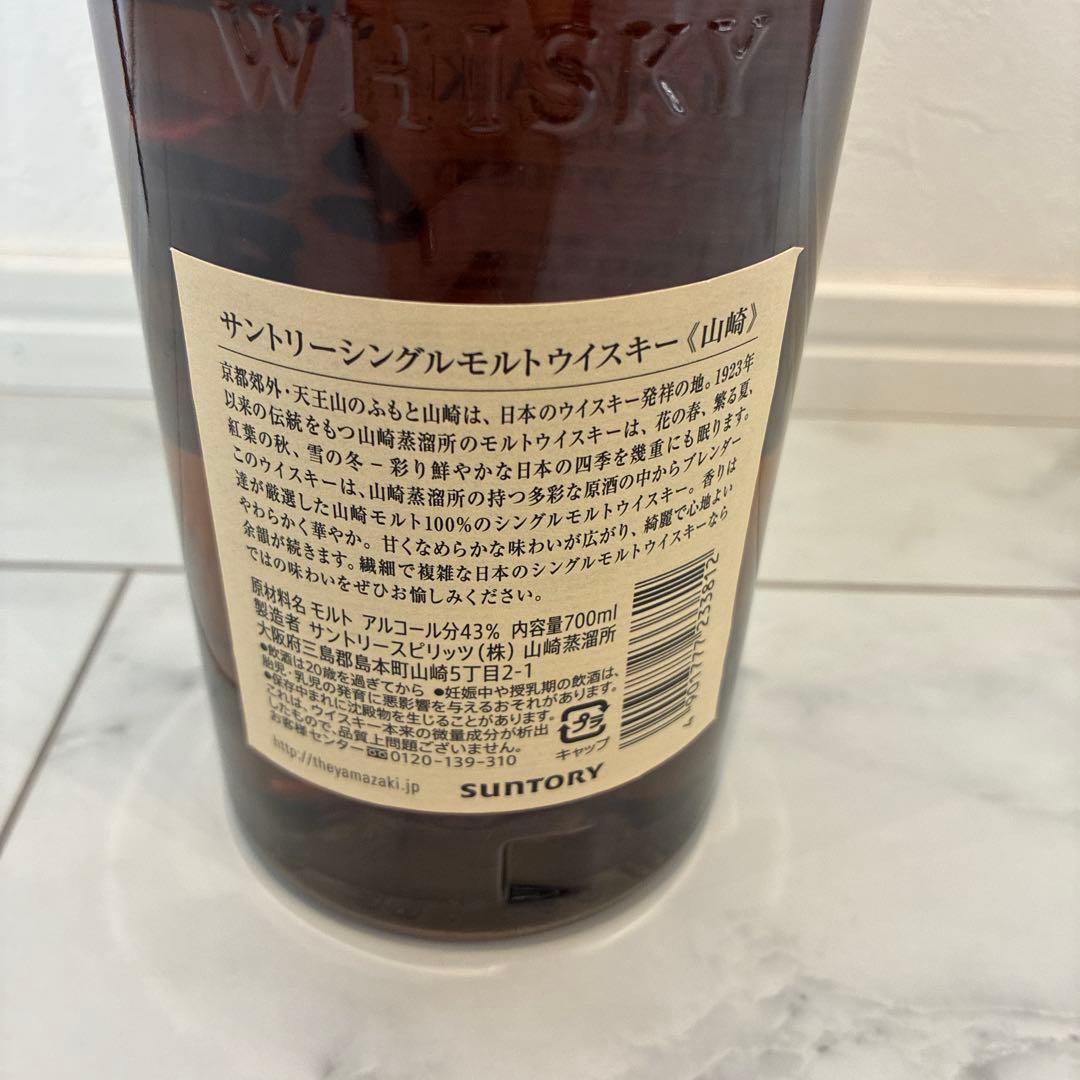 WHISKY
サントリーシングルモルトウイスキー《山崎》
京都郊外・天王山のふもと山崎は、日本のウイスキー発祥の地。1923年
以来の伝統をもつ山崎蒸溜所のモルトウイスキーは、花の春、繁る夏、
紅葉の秋、雪の冬－彩り鮮やかな日本の四季を幾重にも眠ります。
このウイスキーは、山崎蒸溜所の持つ多彩な原酒の中からブレンダー
達が厳選した山崎モルト100%のシングルモルトウイスキー。香りは
やわらかく華やか。甘くなめらかな味わいが広がり、綺麗で心地よい
余韻が続きます。繊細で複雑な日本のシングルモルトウイスキーなら
ではの味わいをぜひお愉しみください。
原材料名 モルト アルコール分43% 内容量700ml
製造者 サントリースピリッツ(株) 山崎蒸溜所
大阪府三島郡島本町山崎5丁目2-1
●飲酒は20歳を過ぎてから ●妊娠中や授乳期の飲酒は、
胎児・乳児の発育に悪影響を与えるおそれがあります。
●保存中まれに沈殿物を生じることがあります。
これは、ウイスキー本来の微量成分が析出
したもので、品質上問題ございません。
お客様センター 0120-139-310
http://theyamazaki.jp
SUNTORY
プラ
キャップ
4 901777 235812